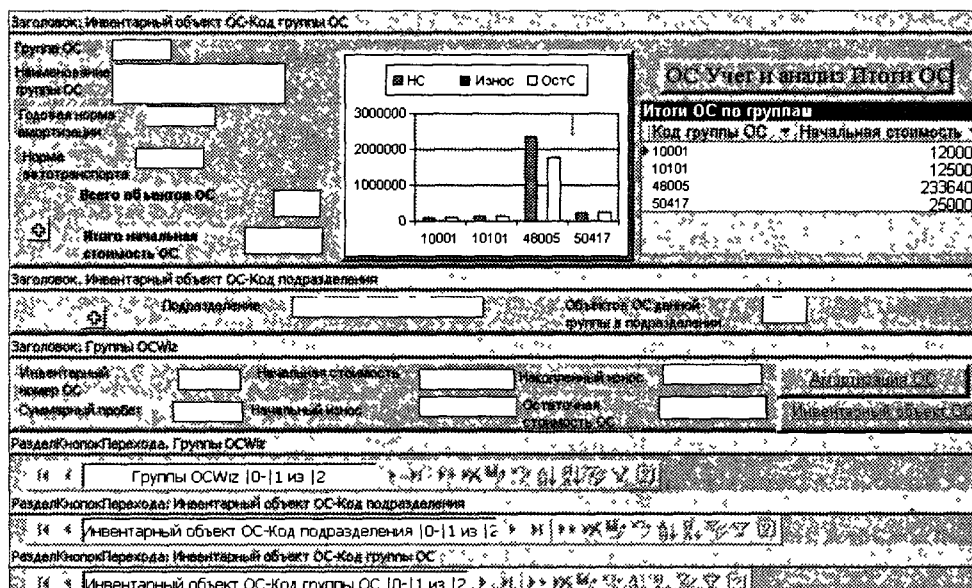 Заголовок: Инвентарный объект ОС-Код группы ОС
Группа ОС
Наименование
группы ОС
Годовая норма
амортизации
Норма
автотранспорта
Всего объектов ОС
Итого начальная
стоимость ОС
НС Износ ОстС
3000000
2000000
1000000
0
10001 10101 48005 50417
ОС Учет и анализ Итоги ОС
Итоги ОС по группам
Код группы ОС Начальная стоимость
10001 12000
10101 12500
48005 233640
50417 25000
Заголовок: Инвентарный объект ОС-Код подразделения
Подразделение
Объектов ОС данной
группы в подразделении
Заголовок: Группы ОСWiz
Инвентарный
номер ОС
Начальная стоимость
Накопленный износ
Амортизация ОС
Суммарный пробег
Начальный износ
Остаточная
стоимость ОС
Инвентарный объект ОС
РазделКнопокПерехода: Группы ОСWiz
Группы ОСWiz |0-|1 из |2
РазделКнопокПерехода: Инвентарный объект ОС-Код подразделения
Инвентарный объект ОС-Код подразделения |0-|1 из |2
РазделКнопокПерехода: Инвентарный объект ОС-Код группы ОС
Инвентарный объект ОС-Код группы ОС |0-|1 из |2